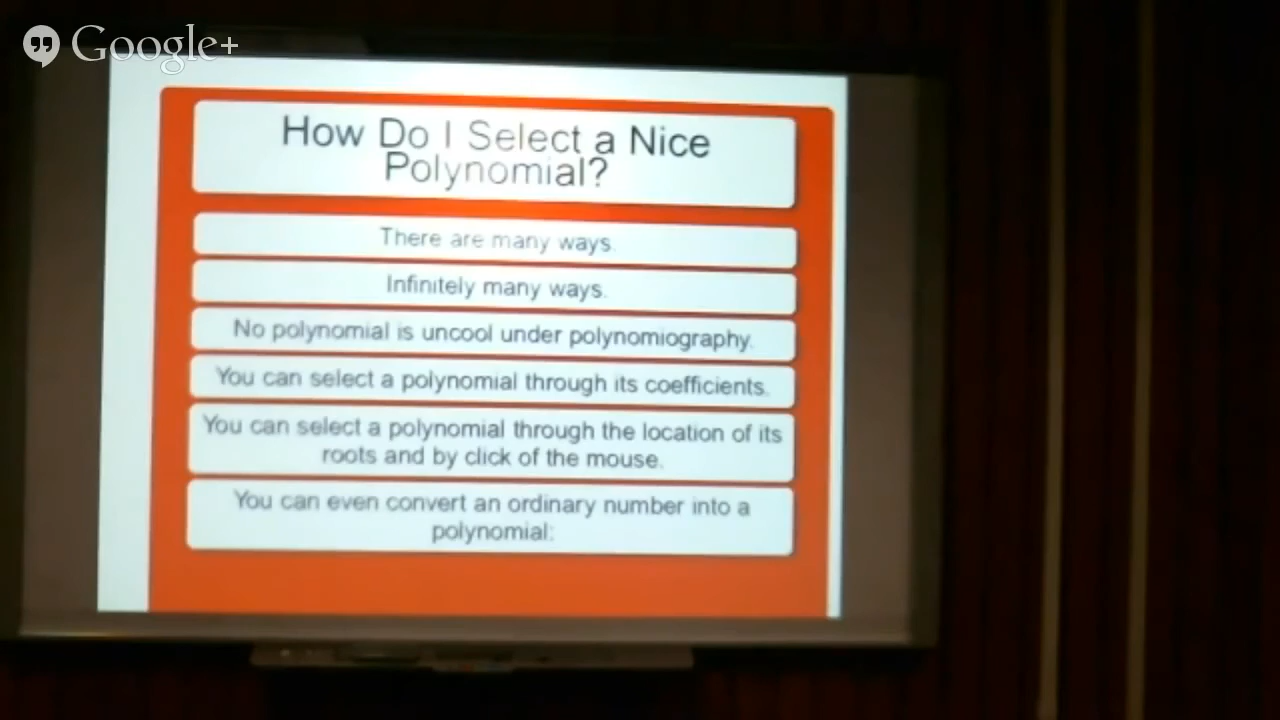 Google+
How Do I Select a Nice
Polynomial?
There are many ways.
Infinitely many ways.
No polynomial is uncool under polynomiography.
You can select a polynomial through its coefficients.
You can select a polynomial through the location of its
roots and by click of the mouse.
You can even convert an ordinary number into a
polynomial: